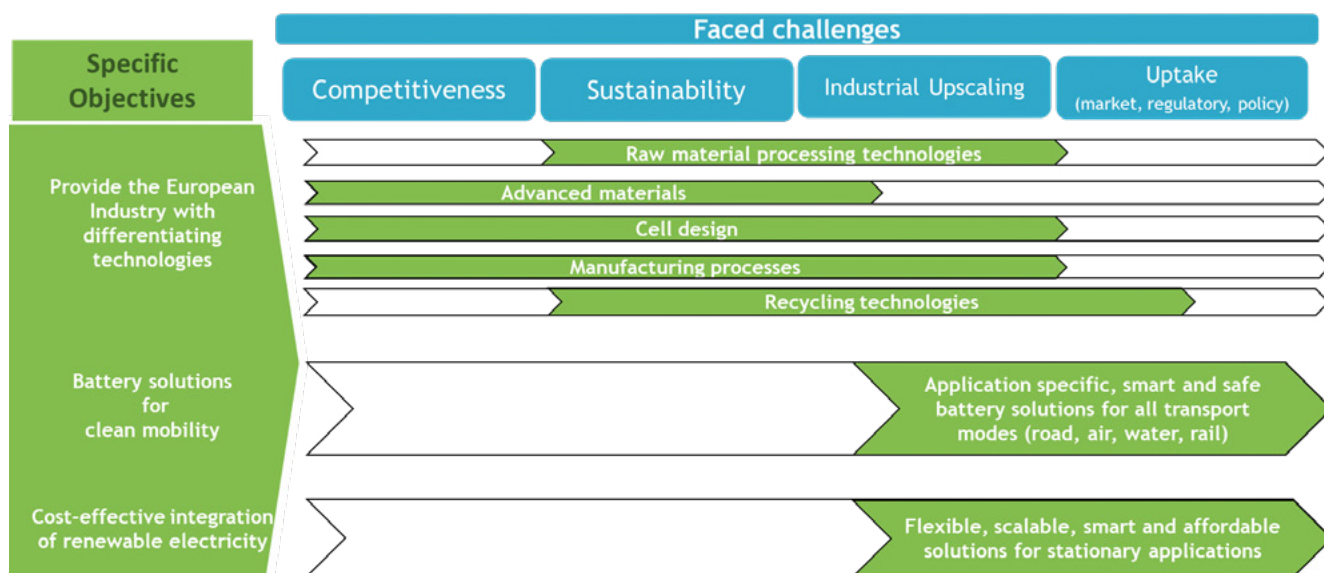 Faced challenges
Specific
Objectives
Competitiveness
Sustainability
Industrial Upscaling
Uptake
(market, regulatory, policy)
Provide the European
Industry with
differentiating
technologies
Raw material processing technologies
Advanced materials
Cell design
Manufacturing processes
Recycling technologies
Battery solutions
for
clean mobility
Application specific, smart and safe
battery solutions for all transport
modes (road, air, water, rail)
Cost-effective integration
of renewable electricity
Flexible, scalable, smart and affordable
solutions for stationary applications